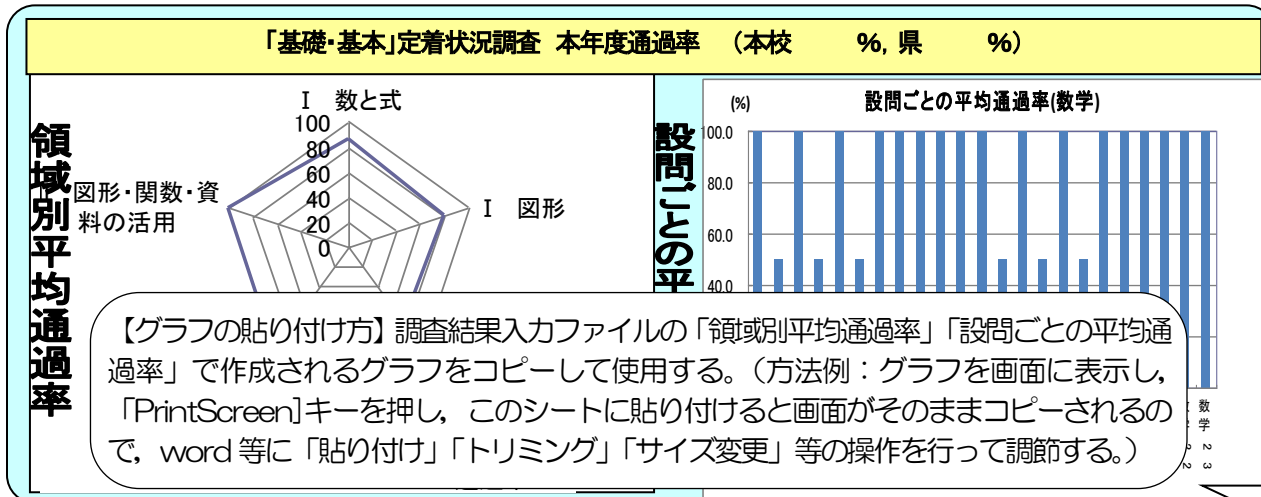 「基礎・基本」定着状況調査 本年度通過率 （本校　　　%, 県　　　%）
領域別平均通過率
Ⅰ 数と式
100
80
60
40
20
0
Ⅰ 図形
図形・関数・資
料の活用
設問ごとの平
(%)
設問ごとの平均通過率(数学)
100.0
80.0
60.0
40.0
【グラフの貼り付け方】調査結果入力ファイルの「領域別平均通過率」「設問ごとの平均通
過率」で作成されるグラフをコピーして使用する。（方法例：グラフを画面に表示し，
「PrintScreen]キーを押し，このシートに貼り付けると画面がそのままコピーされるの
で，word 等に「貼り付け」「トリミング」「サイズ変更」等の操作を行って調節する。）
数学23